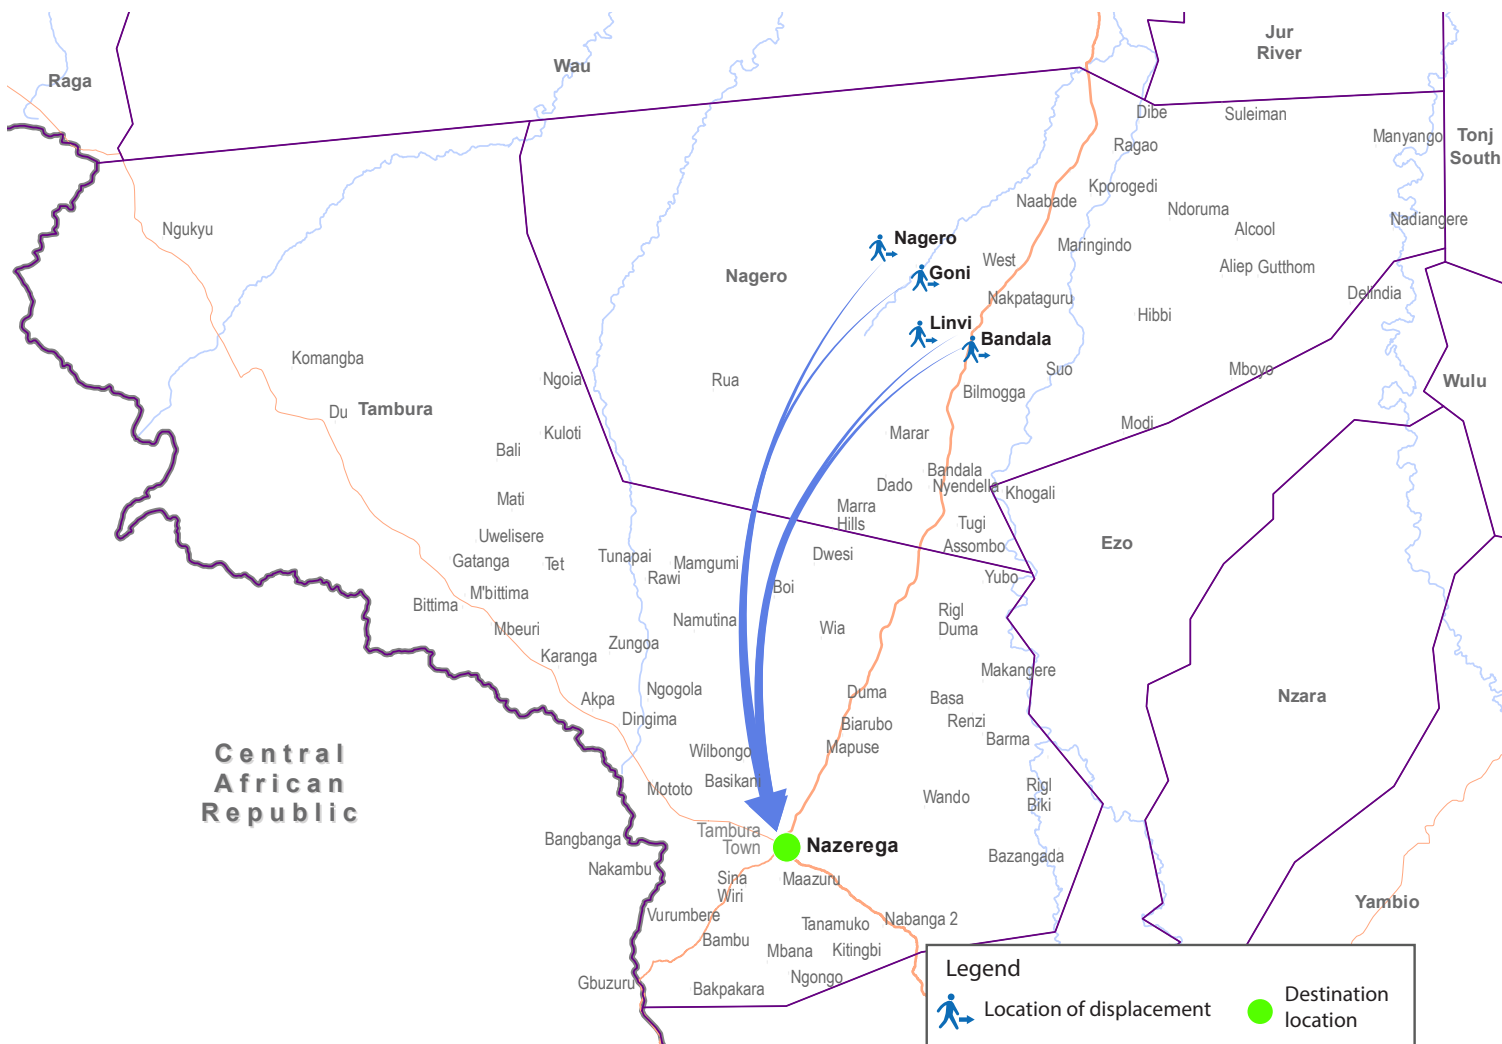 Jur
River
Wau
Raga
Dibe
Suleiman
Manyango
Tonj
South
Ragao
Kporogedi
Naabade
Ndoruma
Nadiangere
Ngukyu
Alcool
Nagero
Maringindo
West
Aliep Gutthom
Goni
Nagero
Delindia
Nakpataguru
Hibbi
Linvi
Bandala
Komangba
Suo
Mboyo
Ngoia
Rua
Wulu
Bilmogga
Du
Tambura
Modi
Kuloti
Marar
Bali
Bandala
Nyendella
Dado
Khogali
Mati
Marra
Hills
Tugi
Uwelisere
Assombo
Ezo
Gatanga
Tet
Tunapai
Mamgumi
Dwesi
Rawi
Yubo
Boi
M'bittima
Bittima
Rigl
Duma
Namutina
Wia
Mbeuri
Zungoa
Karanga
Makangere
Ngogola
Duma
Akpa
Basa
Nzara
Dingima
Biarubo
Renzi
Barma
Wilbongo
Mapuse
Central
African
Republic
Basikani
Mototo
Wando
Rigl
Biki
Tambura
Town
Bangbanga
Nazerega
Bazangada
Nakambu
Sina
Wiri
Maazuru
Yambio
Vurumbere
Tanamuko
Nabanga 2
Bambu
Mbana
Kitingbi
Gbuzuru
Bakpakara
Ngongo
Legend
Location of displacement
Destination
location